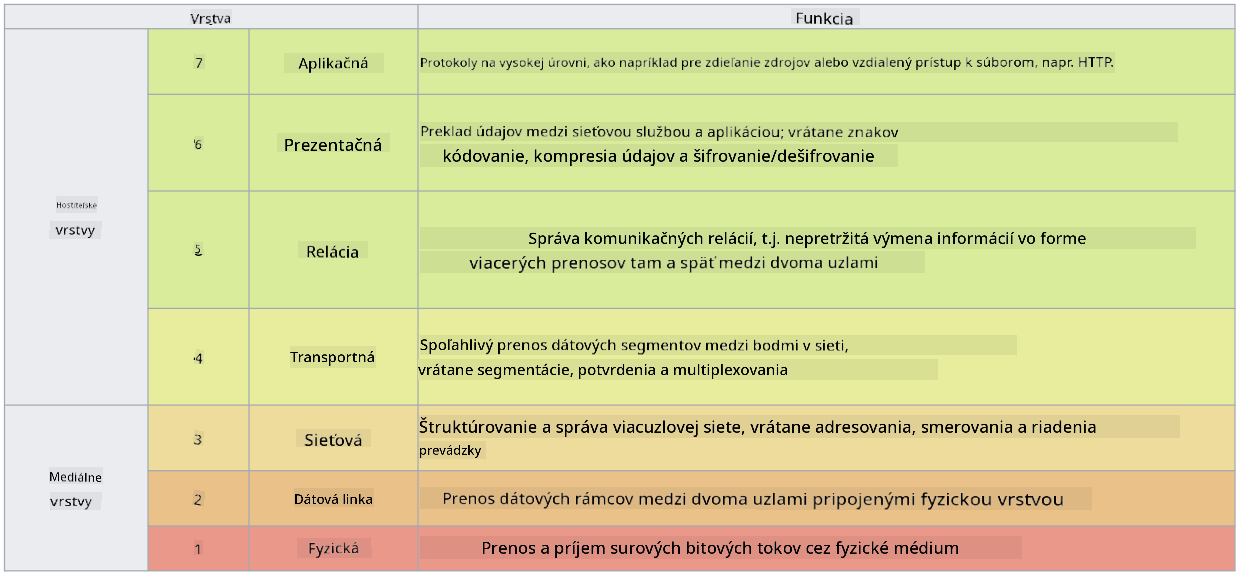 Vrstva
Funkcia
7
Aplikačná
Protokoly na vysokej úrovni, ako napríklad pre zdieľanie zdrojov alebo vzdialený prístup k súborom, napr. HTTP.
6
Prezentačná
Preklad údajov medzi sieťovou službou a aplikáciou; vrátane znakov
kódovanie, kompresia údajov a šifrovanie/dešifrovanie
Hostiteľské
vrstvy
5
Relácia
Správa komunikačných relácií, t.j. nepretržitá výmena informácií vo forme
viacerých prenosov tam a späť medzi dvoma uzlami
4
Transportná
Spoľahlivý prenos dátových segmentov medzi bodmi v sieti,
vrátane segmentácie, potvrdenia a multiplexovania
3
Sieťová
Štruktúrovanie a správa viacuzlovej siete, vrátane adresovania, smerovania a riadenia
prevádzky
Mediálne
vrstvy
2
Dátová linka
Prenos dátových rámcov medzi dvoma uzlami pripojenými fyzickou vrstvou
1
Fyzická
Prenos a príjem surových bitových tokov cez fyzické médium